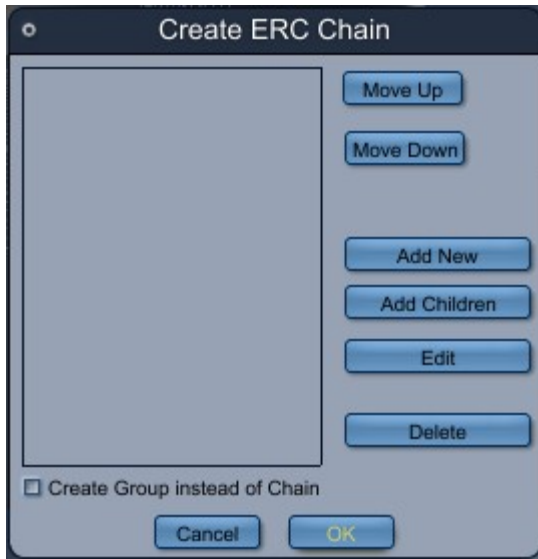 Create ERC Chain
Move Up
Move Down
Add New
Add Children
Edit
Delete
Create Group instead of Chain
Cancel
OK